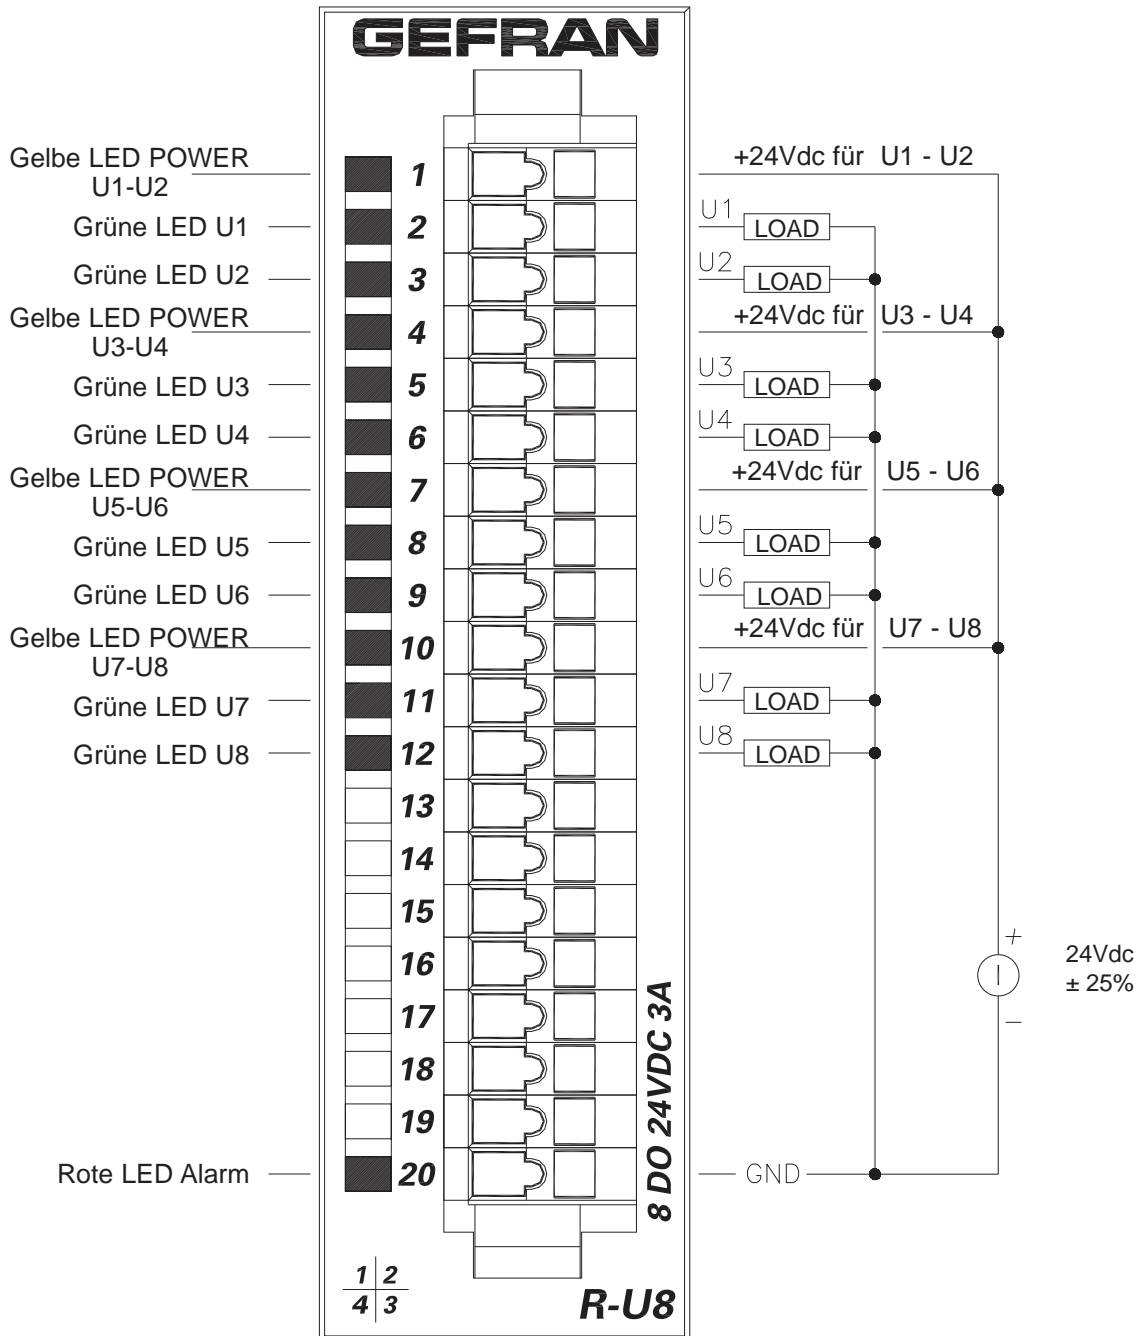 GEFRAN
Gelbe LED POWER
U1-U2
1
+24Vdc für U1 - U2
Grüne LED U1
2
U1
LOAD
Grüne LED U2
3
U2
LOAD
Gelbe LED POWER
U3-U4
4
+24Vdc für U3 - U4
Grüne LED U3
5
U3
LOAD
Grüne LED U4
6
U4
LOAD
Gelbe LED POWER
U5-U6
7
+24Vdc für U5 - U6
Grüne LED U5
8
U5
LOAD
Grüne LED U6
9
U6
LOAD
Gelbe LED POWER
U7-U8
10
+24Vdc für U7 - U8
Grüne LED U7
11
U7
LOAD
Grüne LED U8
12
U8
LOAD
13
14
15
16
17
18
19
+
24Vdc
± 25%
−
8 DO 24VDC 3A
Rote LED Alarm
20
GND
1 2
4 3
R-U8